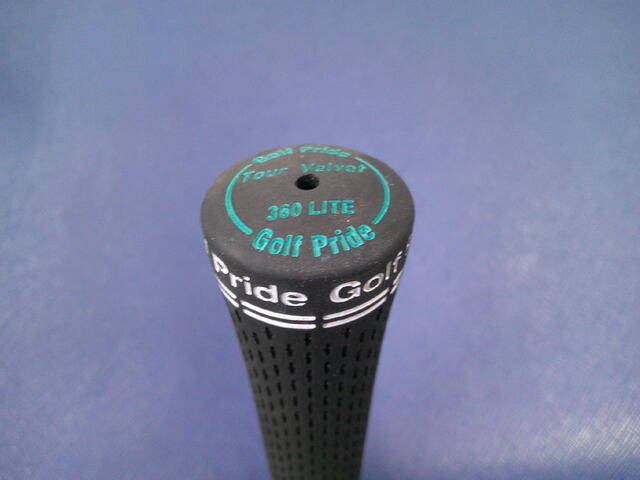 Golf Pride
Tour Velvet
360 LITE
Golf Pride
Pride Golf